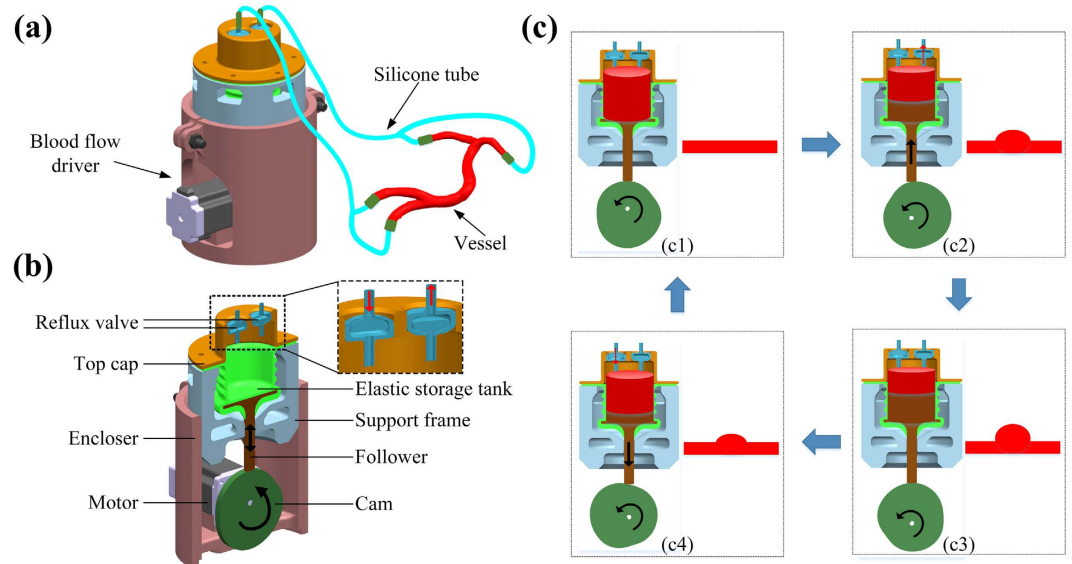 (a)
Silicone tube
Blood flow
driver
Vessel
(b)
Reflux valve
Top cap
Elastic storage tank
Support frame
Encloser
Follower
Motor
Cam
(c)
(c1)
(c2)
(c4)
(c3)